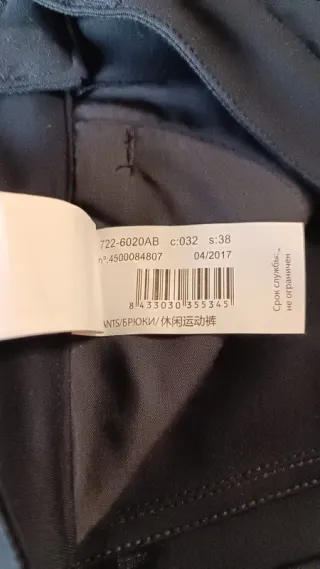 722-6020AB c:032 s:38
n°:4500084807 04/2017
8 433030 355345
ANTS/БРЮКИ/休闲运动裤
Срок службы:
не ограничен